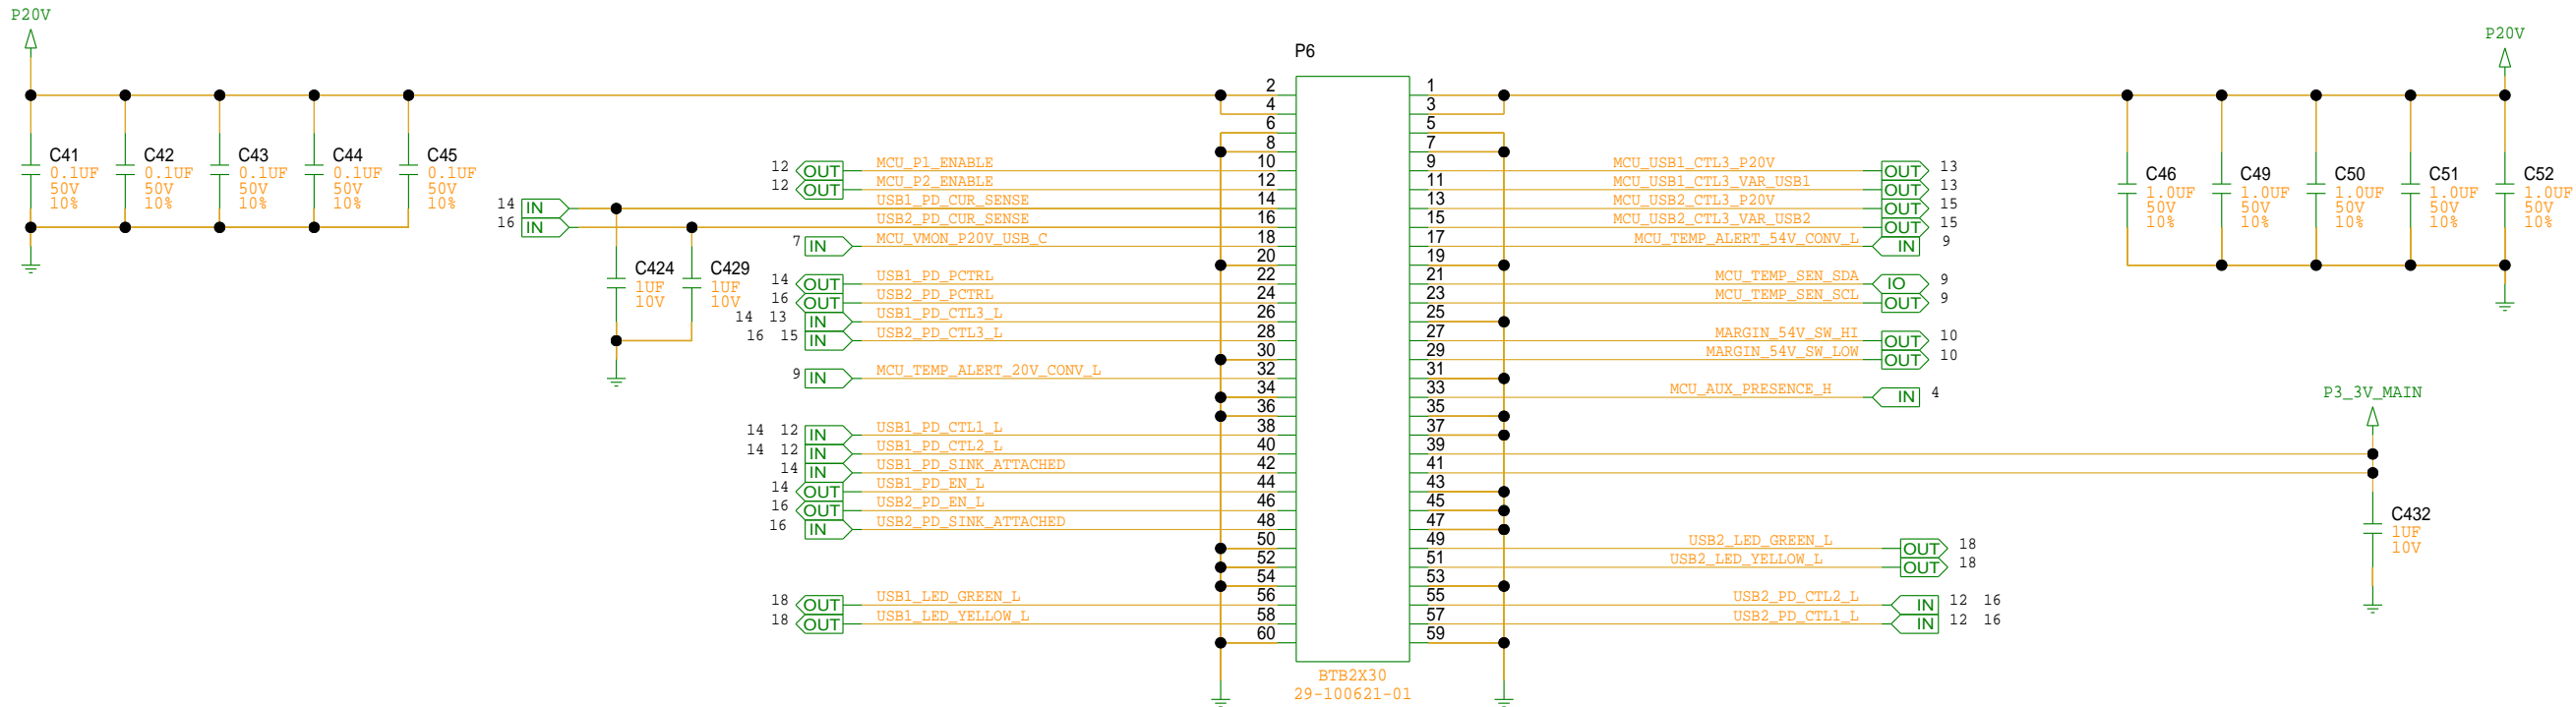 P20V
P20V
P6
C41
0.1UF
50V
10%
C42
0.1UF
50V
10%
C43
0.1UF
50V
10%
C44
0.1UF
50V
10%
C45
0.1UF
50V
10%
14 IN USB1_PD_CUR_SENSE
16 IN USB2_PD_CUR_SENSE
C424
1UF
10V
C429
1UF
10V
12 OUT MCU_P1_ENABLE
12 OUT MCU_P2_ENABLE
7 IN MCU_VMON_P20V_USB_C
14 OUT USB1_PD_PCTRL
16 OUT USB2_PD_PCTRL
14 13 IN USB1_PD_CTL3_L
16 15 IN USB2_PD_CTL3_L
9 IN MCU_TEMP_ALERT_20V_CONV_L
14 12 IN USB1_PD_CTL1_L
14 12 IN USB1_PD_CTL2_L
14 IN USB1_PD_SINK_ATTACHED
14 OUT USB1_PD_EN_L
16 OUT USB2_PD_EN_L
16 IN USB2_PD_SINK_ATTACHED
18 OUT USB1_LED_GREEN_L
18 OUT USB1_LED_YELLOW_L
2 1
4 3
6 5
8 7
10 9
12 11
14 13
16 15
18 17
20 19
22 21
24 23
26 25
28 27
30 29
32 31
34 33
36 35
38 37
40 39
42 41
44 43
46 45
48 47
50 49
52 51
54 53
56 55
58 57
60 59
BTB2X30
29-100621-01
MCU_USB1_CTL3_P20V OUT 13
MCU_USB1_CTL3_VAR_USB1 OUT 13
MCU_USB2_CTL3_P20V OUT 15
MCU_USB2_CTL3_VAR_USB2 OUT 15
MCU_TEMP_ALERT_54V_CONV_L IN 9
MCU_TEMP_SEN_SDA IO 9
MCU_TEMP_SEN_SCL OUT 9
MARGIN_54V_SW_HI OUT 10
MARGIN_54V_SW_LOW OUT 10
MCU_AUX_PRESENCE_H IN 4
USB2_LED_GREEN_L OUT 18
USB2_LED_YELLOW_L OUT 18
USB2_PD_CTL2_L IN 12 16
USB2_PD_CTL1_L IN 12 16
C46
1.0UF
50V
10%
C49
1.0UF
50V
10%
C50
1.0UF
50V
10%
C51
1.0UF
50V
10%
C52
1.0UF
50V
10%
P3_3V_MAIN
C432
1UF
10V